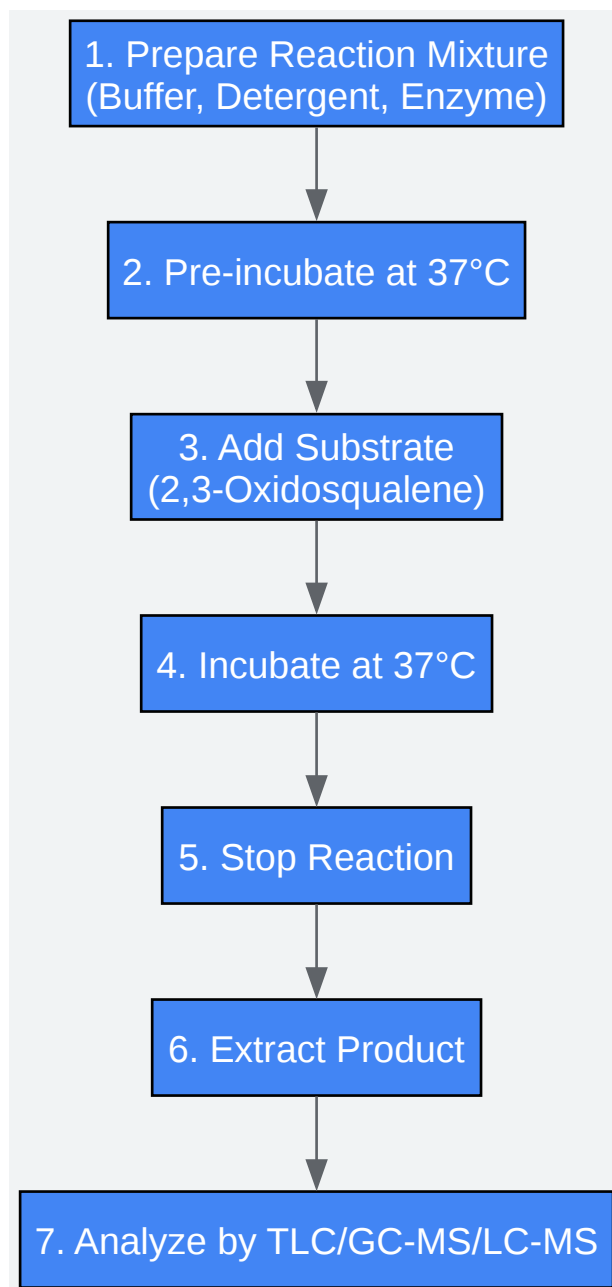 1. Prepare Reaction Mixture
(Buffer, Detergent, Enzyme)
2. Pre-incubate at 37°C
3. Add Substrate
(2,3-Oxidosqualene)
4. Incubate at 37°C
5. Stop Reaction
6. Extract Product
7. Analyze by TLC/GC-MS/LC-MS